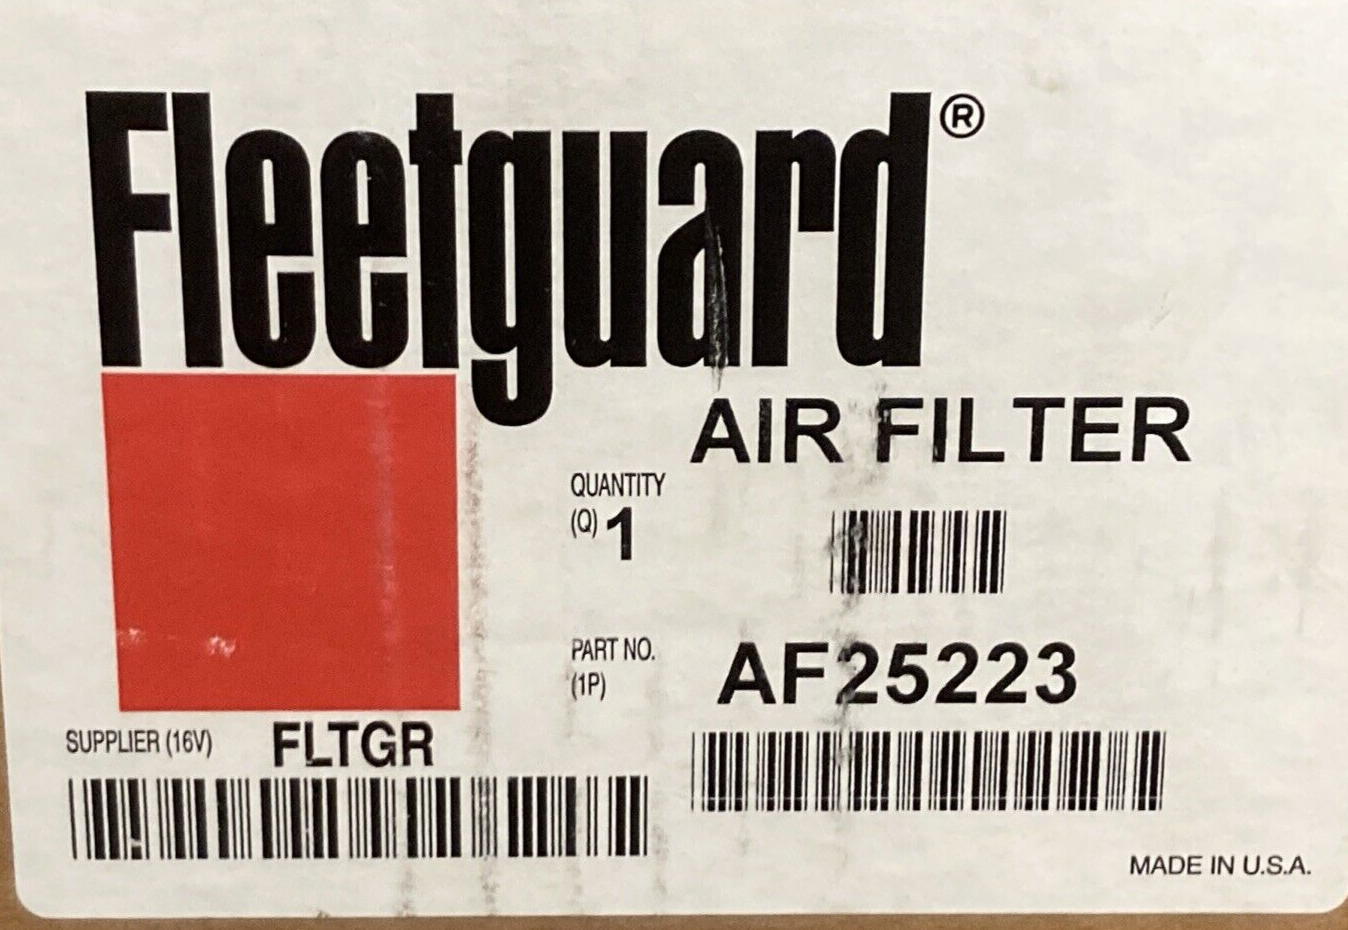 Fleetguard®
AIR FILTER
QUANTITY
(Q) 1
PART NO.
(1P)
AF25223
SUPPLIER (16V) FLTGR
MADE IN U.S.A.